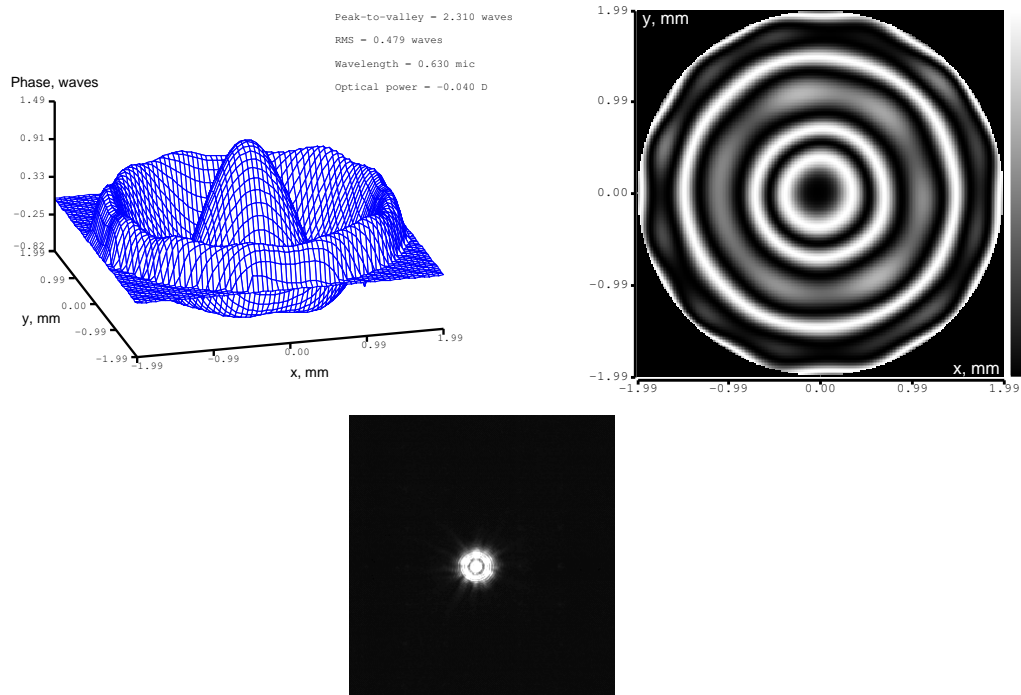 Peak-to-valley = 2.310 waves
RMS = 0.479 waves
Wavelength = 0.630 mic
Optical power = -0.040 D
Phase, waves
1.49
0.91
0.33
-0.25
-0.82
1.99
0.99
0.00
-0.99
-1.99
y, mm
-1.99
-0.99
0.00
0.99
1.99
x, mm
1.99
0.99
0.00
-0.99
-1.99
y, mm
x, mm
-1.99
-0.99
0.00
0.99
1.99